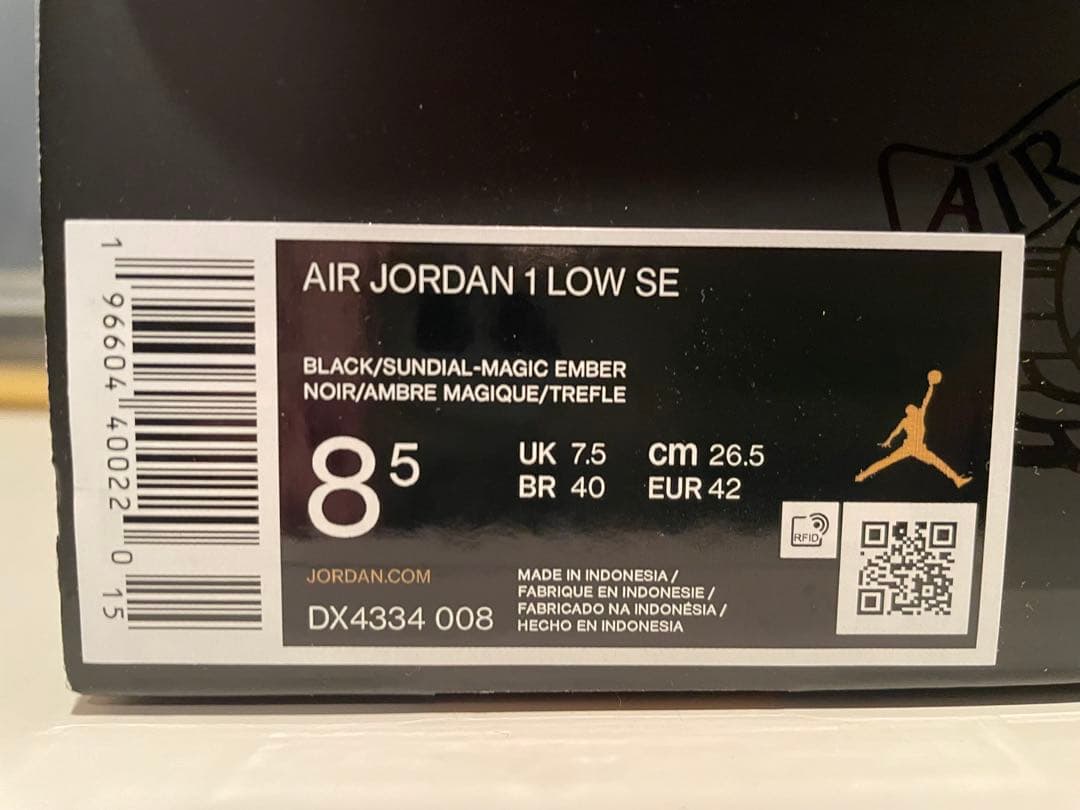 AIR
AIR JORDAN 1 LOW SE
BLACK/SUNDIAL-MAGIC EMBER
NOIR/AMBRE MAGIQUE/TREFLE
8 5
UK 7.5 cm 26.5
BR 40 EUR 42
RFID
JORDAN.COM
DX4334 008
MADE IN INDONESIA /
FABRIQUE EN INDONESIE /
FABRICADO NA INDONÉSIA /
HECHO EN INDONESIA
1 96604 40022 0 15